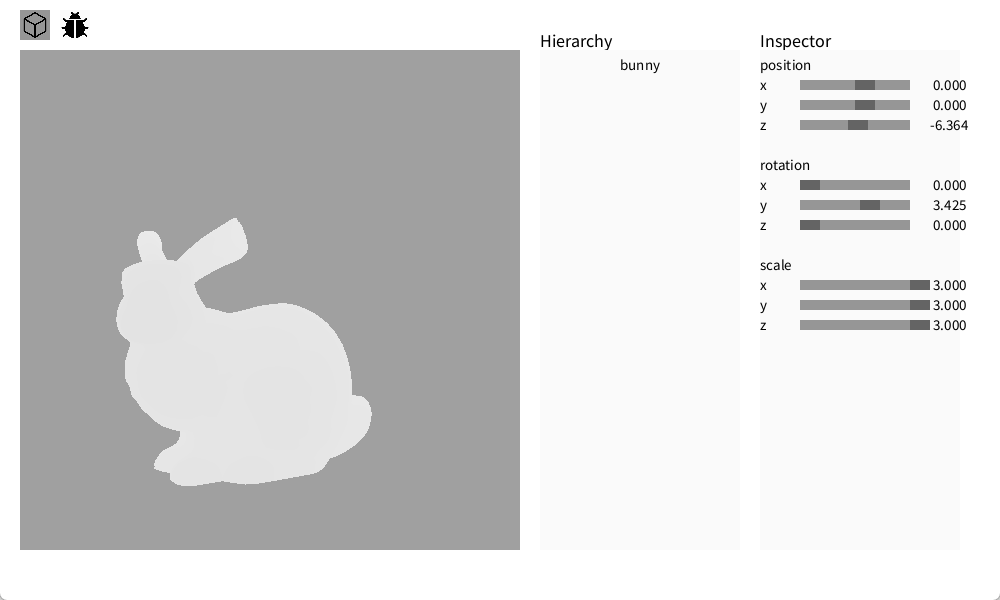 Hierarchy
bunny
Inspector
position
x 0.000
y 0.000
z -6.364
rotation
x 0.000
y 3.425
z 0.000
scale
x 3.000
y 3.000
z 3.000